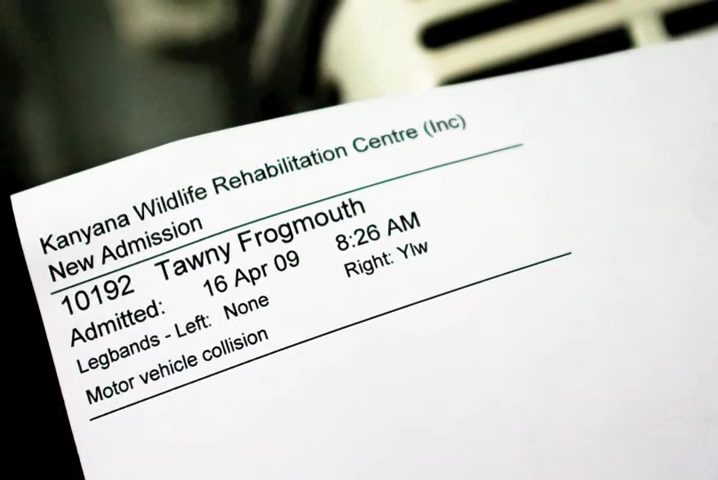 Kanyana Wildlife Rehabilitation Centre (Inc)
New Admission
10192 Tawny Frogmouth
Admitted: 16 Apr 09 8:26 AM
Legbands - Left: None Right: Ylw
Motor vehicle collision